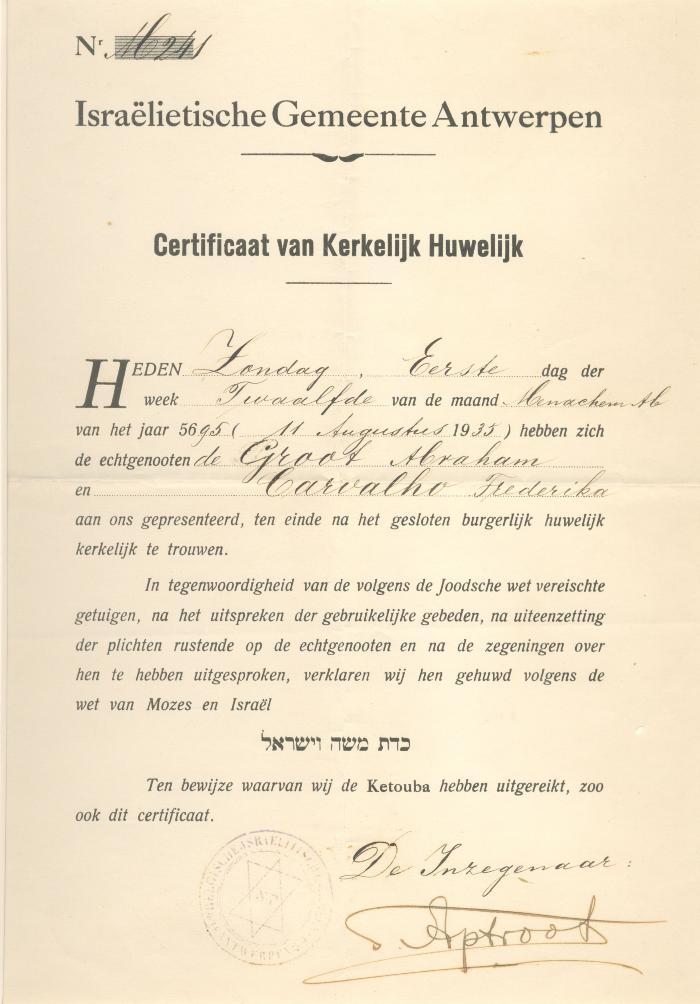 Nr 16241
Israëlietische Gemeente Antwerpen
Certificaat van Kerkelijk Huwelijk
HEDEN Zondag, Eerste dag der
week Twaalfde van de maand Menachem Ab
van het jaar 5695 ( 11 Augustus 1935 ) hebben zich
de echtgenooten de Groot Abraham
en Carvalho Frederika
aan ons gepresenteerd, ten einde na het gesloten burgerlijk huwelijk
kerkelijk te trouwen.
In tegenwoordigheid van de volgens de Joodsche wet vereischte
getuigen, na het uitspreken der gebruikelijke gebeden, na uiteenzetting
der plichten rustende op de echtgenooten en na de zegeningen over
hen te hebben uitgesproken, verklaren wij hen gehuwd volgens de
wet van Mozes en Israël
כדת משה וישראל
Ten bewijze waarvan wij de Ketouba hebben uitgereikt, zoo
ook dit certificaat.
De Inzegenaar:
Aptroot